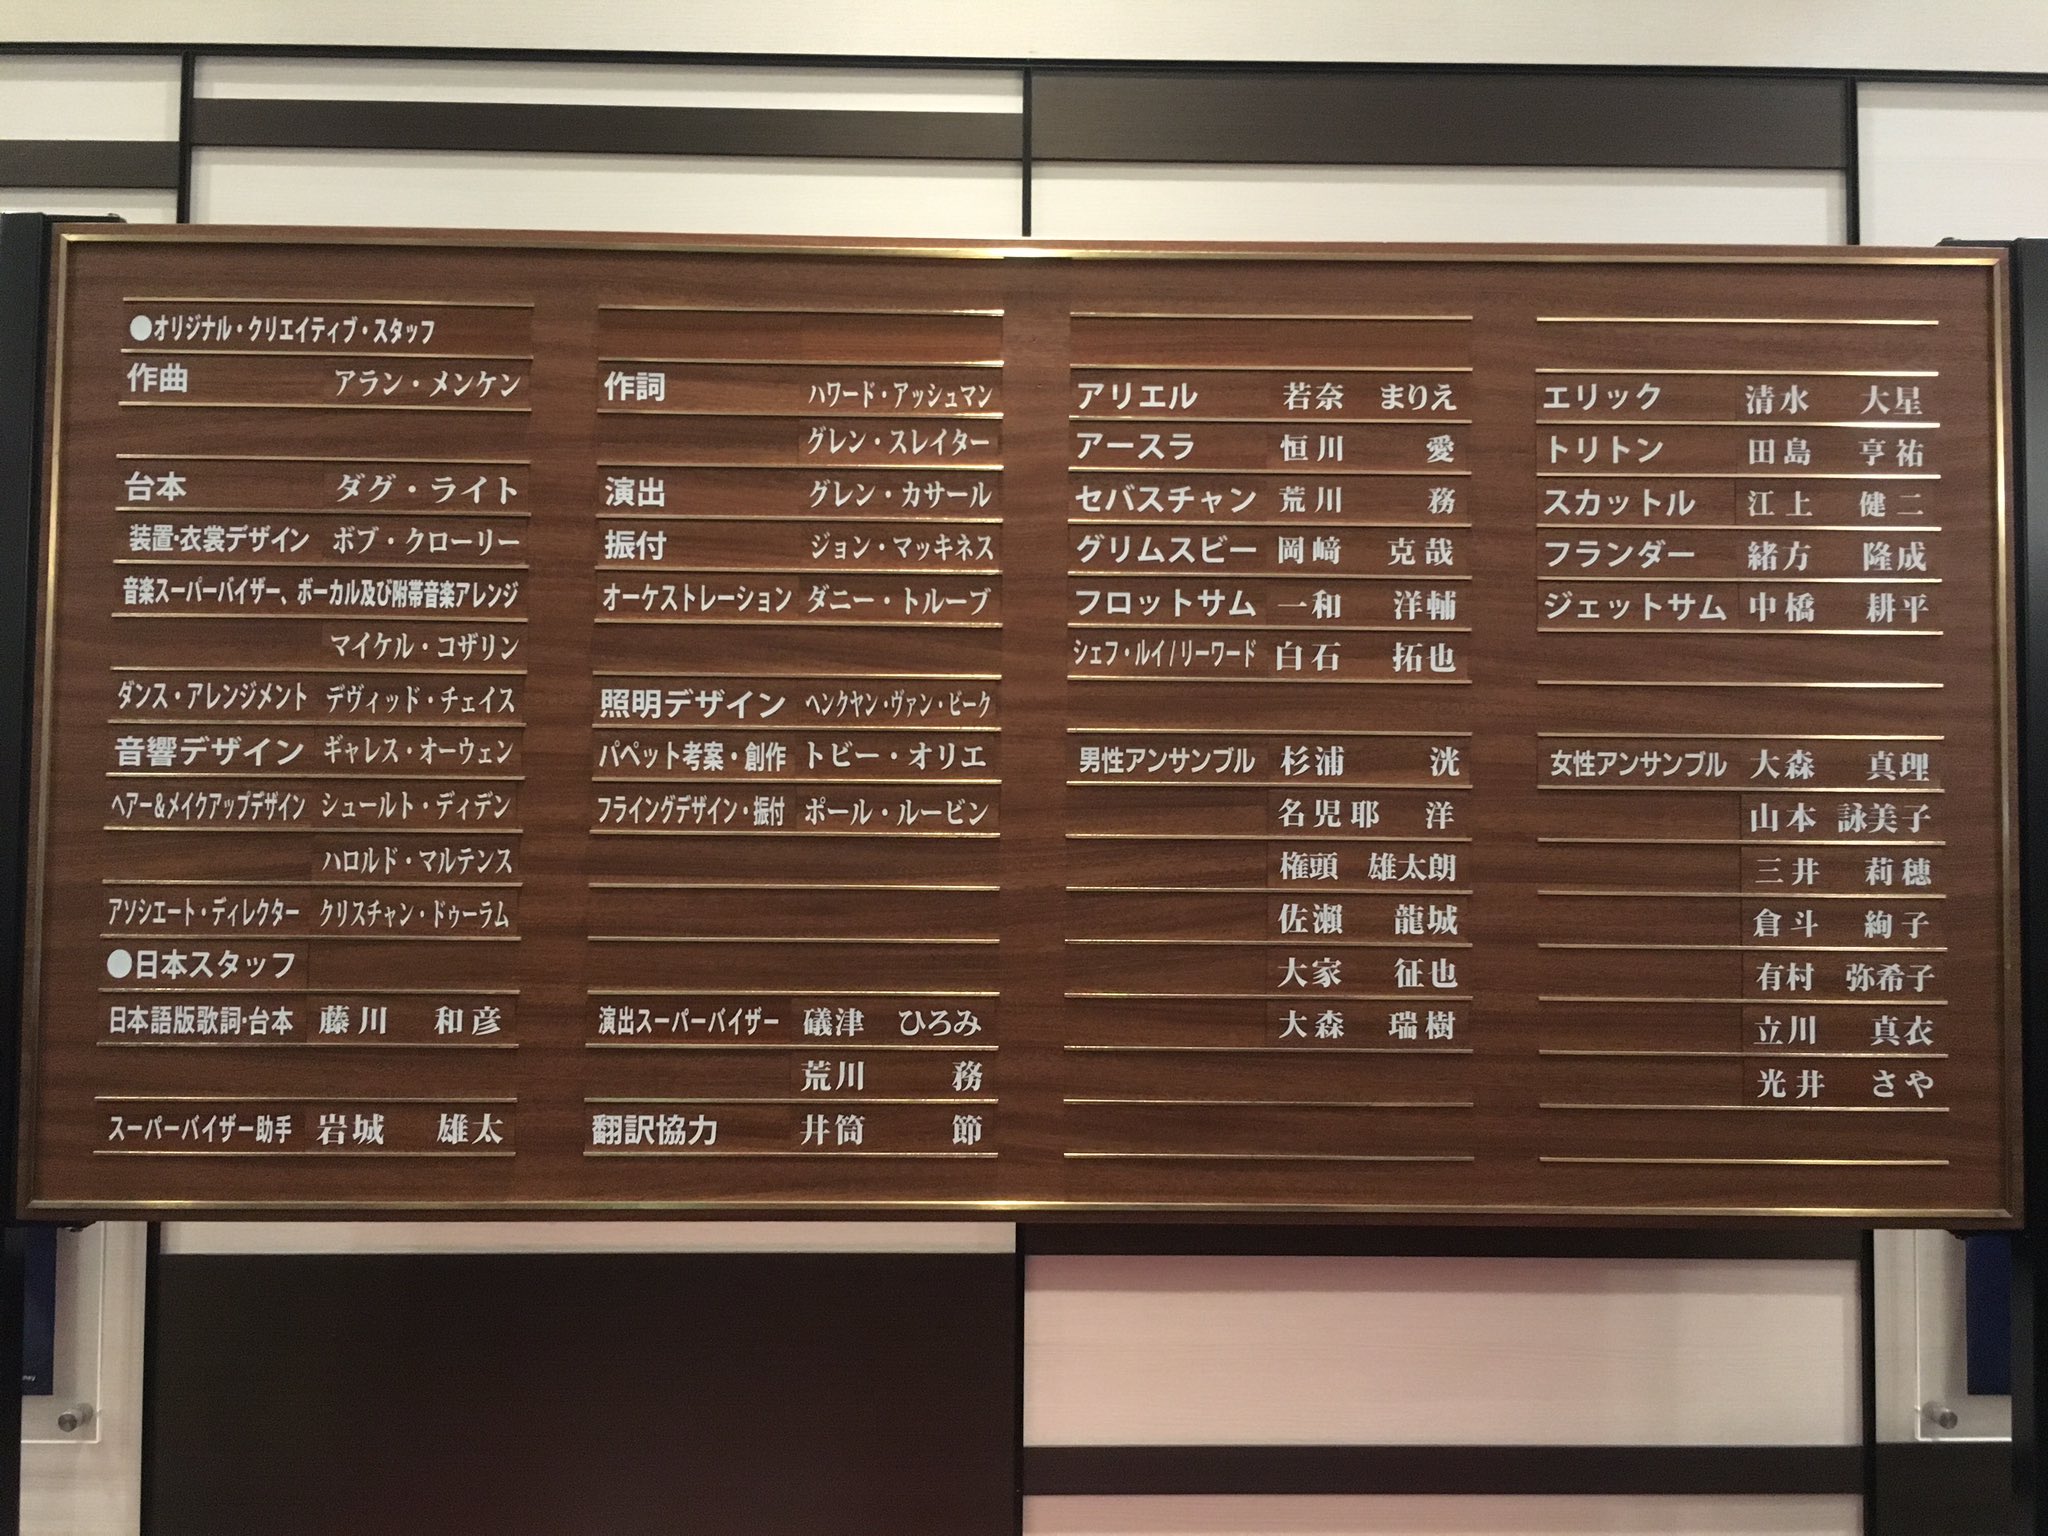 ●オリジナル・クリエイティブ・スタッフ
作曲 アラン・メンケン
台本 ダグ・ライト
装置・衣裳デザイン ボブ・クローリー
音楽スーパーバイザー、ボーカル及び附帯音楽アレンジ
マイケル・コザリン
ダンス・アレンジメント デヴィッド・チェイス
音響デザイン ギャレス・オーウェン
ヘアー&メイクアップデザイン シュールト・ディデン
ハロルド・マルテンス
アソシエート・ディレクター クリスチャン・ドゥーラム
●日本スタッフ
日本語版歌詞・台本 藤川 和彦
スーパーバイザー助手 岩城 雄太
作詞 ハワード・アッシュマン
グレン・スレイター
演出 グレン・カサール
振付 ジョン・マッキネス
オーケストレーション ダニー・トルーブ
照明デザイン ヘンクヤン・ヴァン・ビーク
パペット考案・創作 トビー・オリエ
フライングデザイン・振付 ポール・ルービン
演出スーパーバイザー 礒津 ひろみ
荒川 務
翻訳協力 井筒 節
アリエル 若奈 まりえ
アースラ 恒川 愛
セバスチャン 荒川 務
グリムスビー 岡﨑 克哉
フロットサム 一和 洋輔
シェフ・ルイ/リーワード 白石 拓也
男性アンサンブル 杉浦 洸
名児耶 洋
権頭 雄太朗
佐瀬 龍城
大家 征也
大森 瑞樹
エリック 清水 大星
トリトン 田島 亨祐
スカットル 江上 健二
フランダー 緒方 隆成
ジェットサム 中橋 耕平
女性アンサンブル 大森 真理
山本 詠美子
三井 莉穂
倉斗 絢子
有村 弥希子
立川 真衣
光井 さや